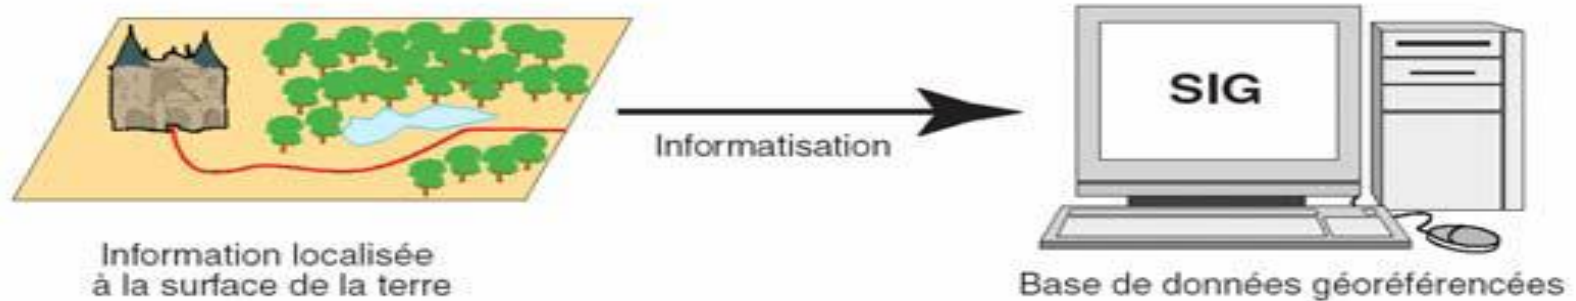 SIG
Informatisation
Information localisée
à la surface de la terre
Base de données géoréférencées